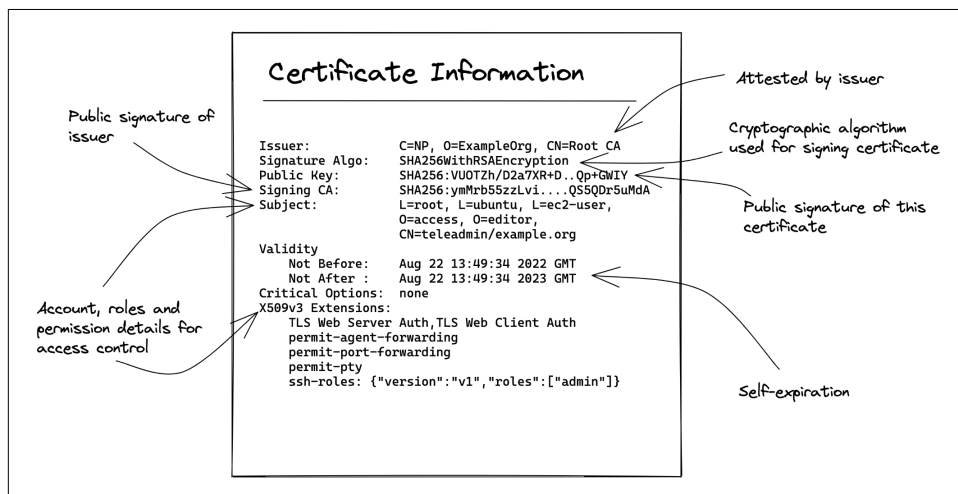 Certificate Information
Attested by issuer
Public signature of
issuer
Cryptographic algorithm
used for signing certificate
Issuer: C=NP, O=ExampleOrg, CN=Root CA
Signature Algo: SHA256WithRSAEncryption
Public Key: SHA256:VUOTZh/D2a7XR+D..Qp+GWIY
Signing CA: SHA256:ymMrb55zzLvi....QS5QDr5uMdA
Subject: L=root, L=ubuntu, L=ec2-user,
O=access, O=editor,
CN=teleadmin/example.org
Public signature of this
certificate
Validity
Not Before: Aug 22 13:49:34 2022 GMT
Not After : Aug 22 13:49:34 2023 GMT
Critical Options: none
X509v3 Extensions:
TLS Web Server Auth,TLS Web Client Auth
permit-agent-forwarding
permit-port-forwarding
permit-pty
ssh-roles: {"version":"v1","roles":["admin"]}
Account, roles and
permission details for
access control
Self-expiration